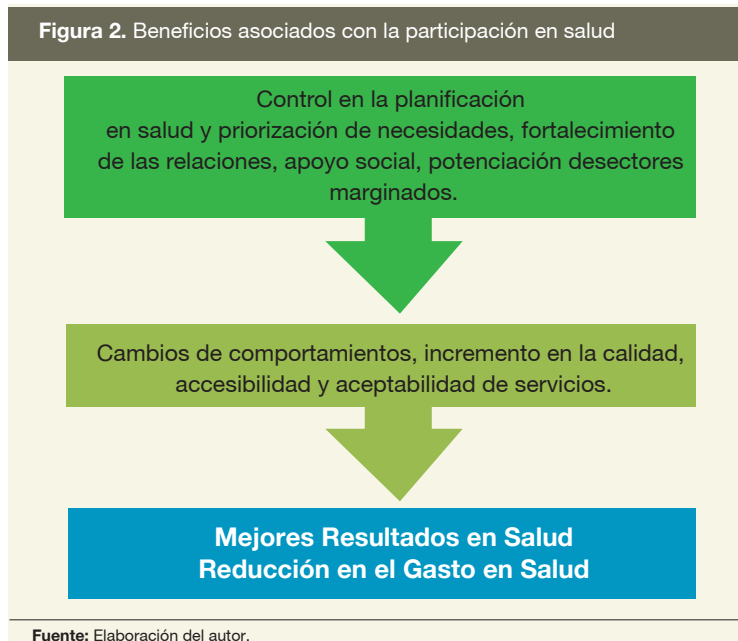 Figura 2. Beneficios asociados con la participación en salud
Control en la planificación
en salud y priorización de necesidades, fortalecimiento
de las relaciones, apoyo social, potenciación desectores
marginados.
Cambios de comportamientos, incremento en la calidad,
accesibilidad y aceptabilidad de servicios.
Mejores Resultados en Salud
Reducción en el Gasto en Salud
Fuente: Elaboración del autor.